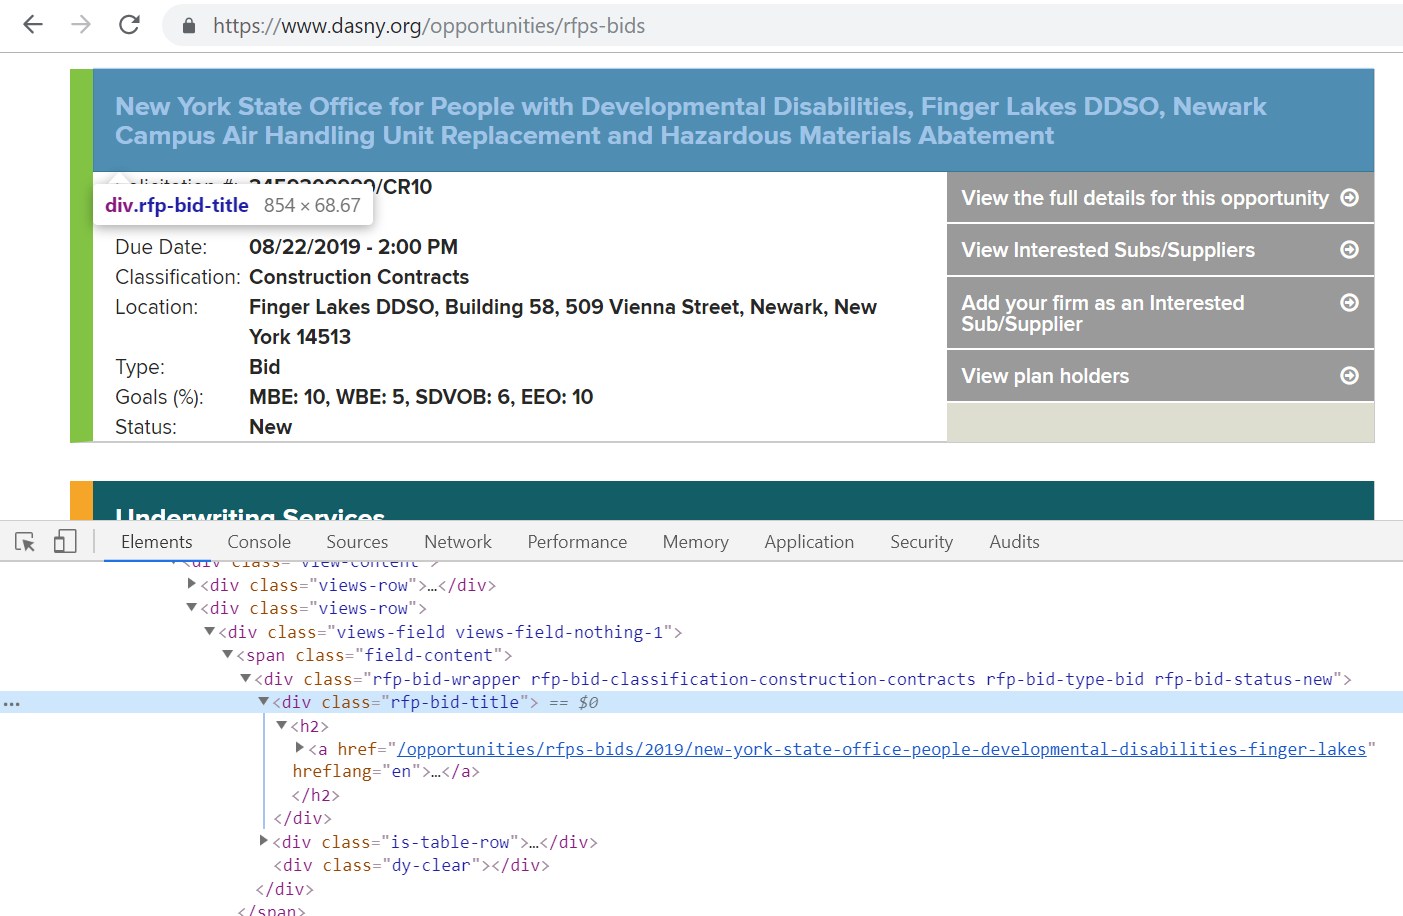 https://www.dasny.org/opportunities/rfps-bids
New York State Office for People with Developmental Disabilities, Finger Lakes DDSO, Newark
Campus Air Handling Unit Replacement and Hazardous Materials Abatement
/CR10
div.rfp-bid-title 854 × 68.67
Due Date: 08/22/2019 - 2:00 PM
Classification: Construction Contracts
Location: Finger Lakes DDSO, Building 58, 509 Vienna Street, Newark, New
York 14513
Type: Bid
Goals (%): MBE: 10, WBE: 5, SDVOB: 6, EEO: 10
Status: New
View the full details for this opportunity
View Interested Subs/Suppliers
Add your firm as an Interested
Sub/Supplier
View plan holders
Underwriting Services
Elements Console Sources Network Performance Memory Application Security Audits
<div class="view-content">
<div class="views-row">…</div>
<div class="views-row">
<div class="views-field views-field-nothing-1">
<span class="field-content">
<div class="rfp-bid-wrapper rfp-bid-classification-construction-contracts rfp-bid-type-bid rfp-bid-status-new">
... <div class="rfp-bid-title"> == $0
<h2>
<a href="/opportunities/rfps-bids/2019/new-york-state-office-people-developmental-disabilities-finger-lakes"
hreflang="en">…</a>
</h2>
</div>
<div class="is-table-row">…</div>
<div class="dy-clear"></div>
</div>
</span>